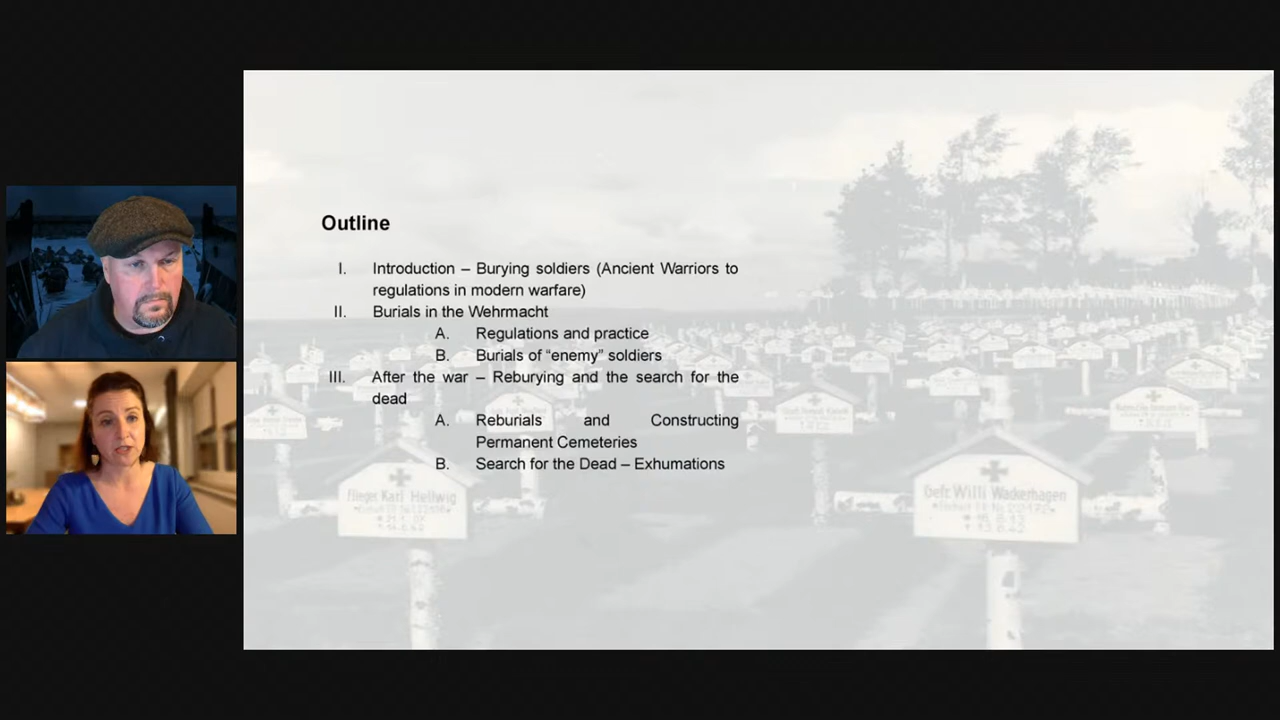 Outline
I. Introduction – Burying soldiers (Ancient Warriors to
regulations in modern warfare)
II. Burials in the Wehrmacht
A. Regulations and practice
B. Burials of “enemy” soldiers
III. After the war – Reburying and the search for the
dead
A. Reburials and Constructing
Permanent Cemeteries
B. Search for the Dead – Exhumations
Flieger Karl Hellwig
Gefr. Willi Wackerhagen